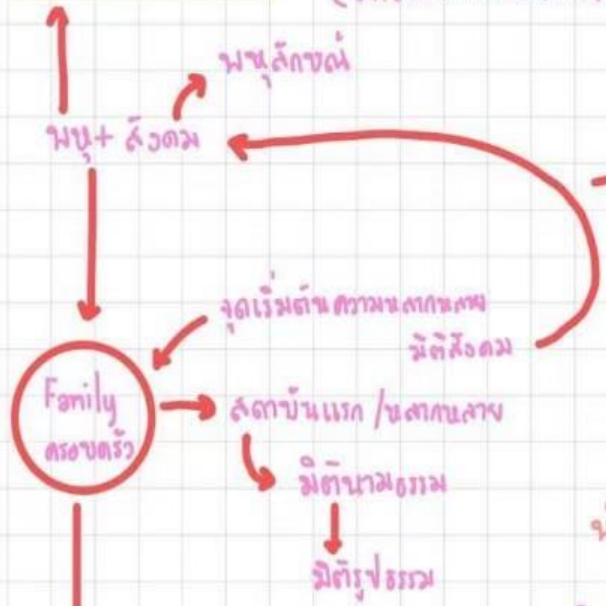 พหุลักษณ์
พหุ+ สังคม
จุดเริ่มต้นความหลากหลาย
มิติสังคม
Family
ครอบครัว
สถาบันแรก /หลากหลาย
มิตินามธรรม
มิติรูปธรรม